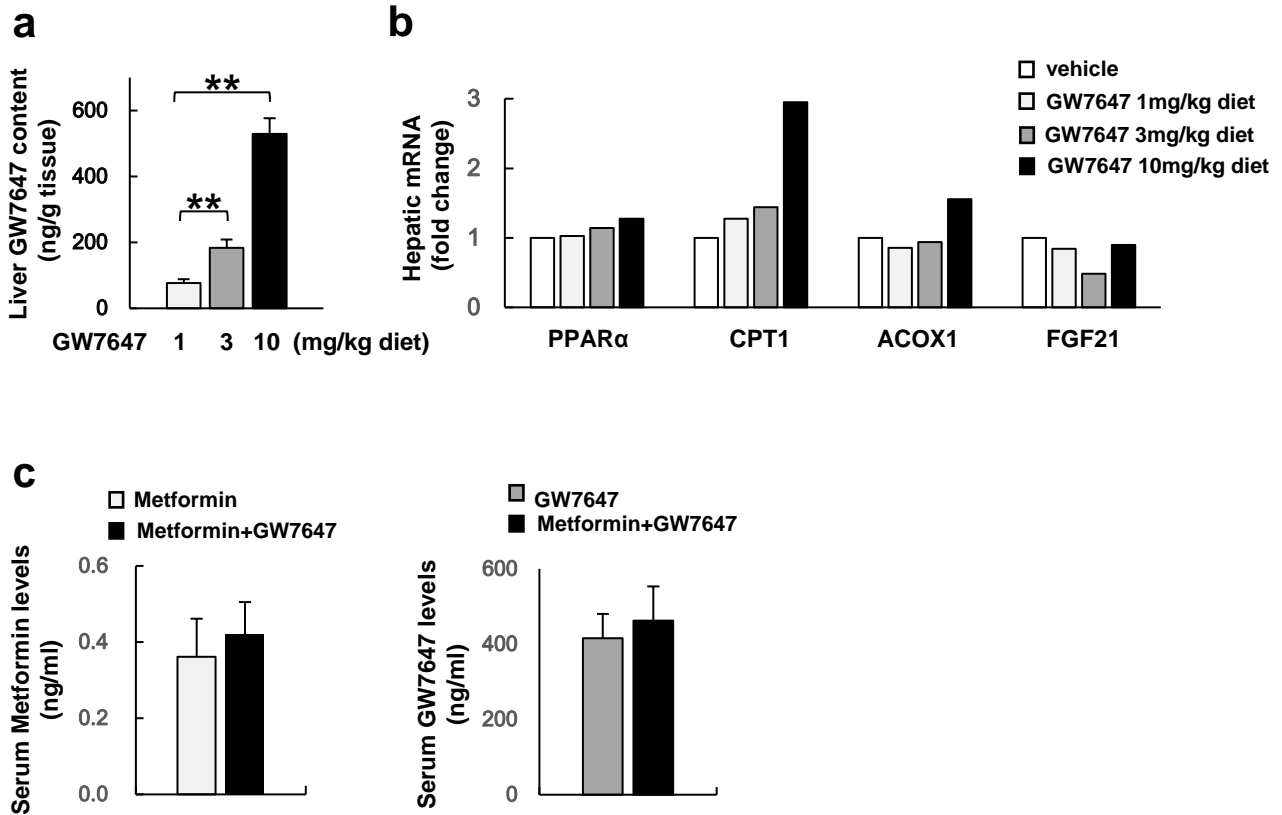 a
Liver GW7647 content
(ng/g tissue)
600
400
200
0
**
**
GW7647 1 3 10 (mg/kg diet)
b
Hepatic mRNA
(fold change)
3
2
1
0
PPARα CPT1 ACOX1 FGF21
vehicle
GW7647 1mg/kg diet
GW7647 3mg/kg diet
GW7647 10mg/kg diet
c
Metformin
Metformin+GW7647
Serum Metformin levels
(ng/ml)
0.6
0.4
0.2
0.0
GW7647
Metformin+GW7647
Serum GW7647 levels
(ng/ml)
600
400
200
0